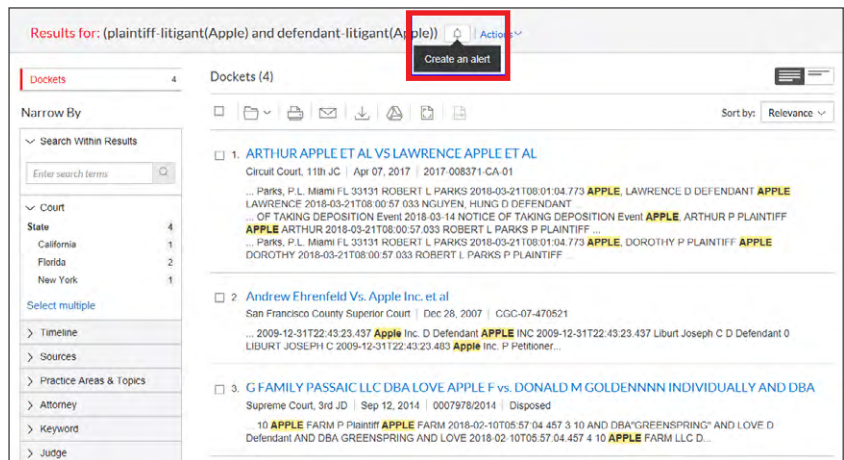 Results for: (plaintiff-litigant(Apple) and defendant-litigant(Apple)) Actions
Create an alert
Dockets 4
Dockets (4)
Narrow By
Sort by: Relevance
Search Within Results
Enter search terms
Court
State 4
California 1
Florida 2
New York 1
Select multiple
Timeline
Sources
Practice Areas & Topics
Attorney
Keyword
Judge
1. ARTHUR APPLE ET AL VS LAWRENCE APPLE ET AL
Circuit Court, 11th JC | Apr 07, 2017 | 2017-008371-CA-01
... Parks, P.L. Miami FL 33131 ROBERT L PARKS 2018-03-21T08:01:04.773 APPLE, LAWRENCE D DEFENDANT APPLE
LAWRENCE 2018-03-21T08:00:57 033 NGUYEN, HUNG D DEFENDANT ...
... OF TAKING DEPOSITION Event 2018-03-14 NOTICE OF TAKING DEPOSITION Event APPLE, ARTHUR P PLAINTIFF
APPLE ARTHUR 2018-03-21T08:00:57.033 ROBERT L PARKS P PLAINTIFF ...
... Parks, P.L. Miami FL 33131 ROBERT L PARKS 2018-03-21T08:01:04.773 APPLE, DOROTHY P PLAINTIFF APPLE
DOROTHY 2018-03-21T08:00:57 033 ROBERT L PARKS P PLAINTIFF ...
2. Andrew Ehrenfeld Vs. Apple Inc. et al
San Francisco County Superior Court | Dec 28, 2007 | CGC-07-470521
... 2009-12-31T22:43:23.437 Apple Inc. D Defendant APPLE INC 2009-12-31T22:43:23.437 Liburt Joseph C D Defendant 0
LIBURT JOSEPH C 2009-12-31T22:43:23.483 Apple Inc. P Petitioner...
3. G FAMILY PASSAIC LLC DBA LOVE APPLE F vs. DONALD M GOLDENNNN INDIVIDUALLY AND DBA
Supreme Court, 3rd JD | Sep 12, 2014 | 0007978/2014 | Disposed
... 10 APPLE FARM P Plaintiff APPLE FARM 2018-02-10T05:57:04 457 3 10 AND DBA"GREENSPRING" AND LOVE D
Defendant AND DBA GREENSPRING AND LOVE 2018-02-10T05:57:04.457 4 10 APPLE FARM LLC D...